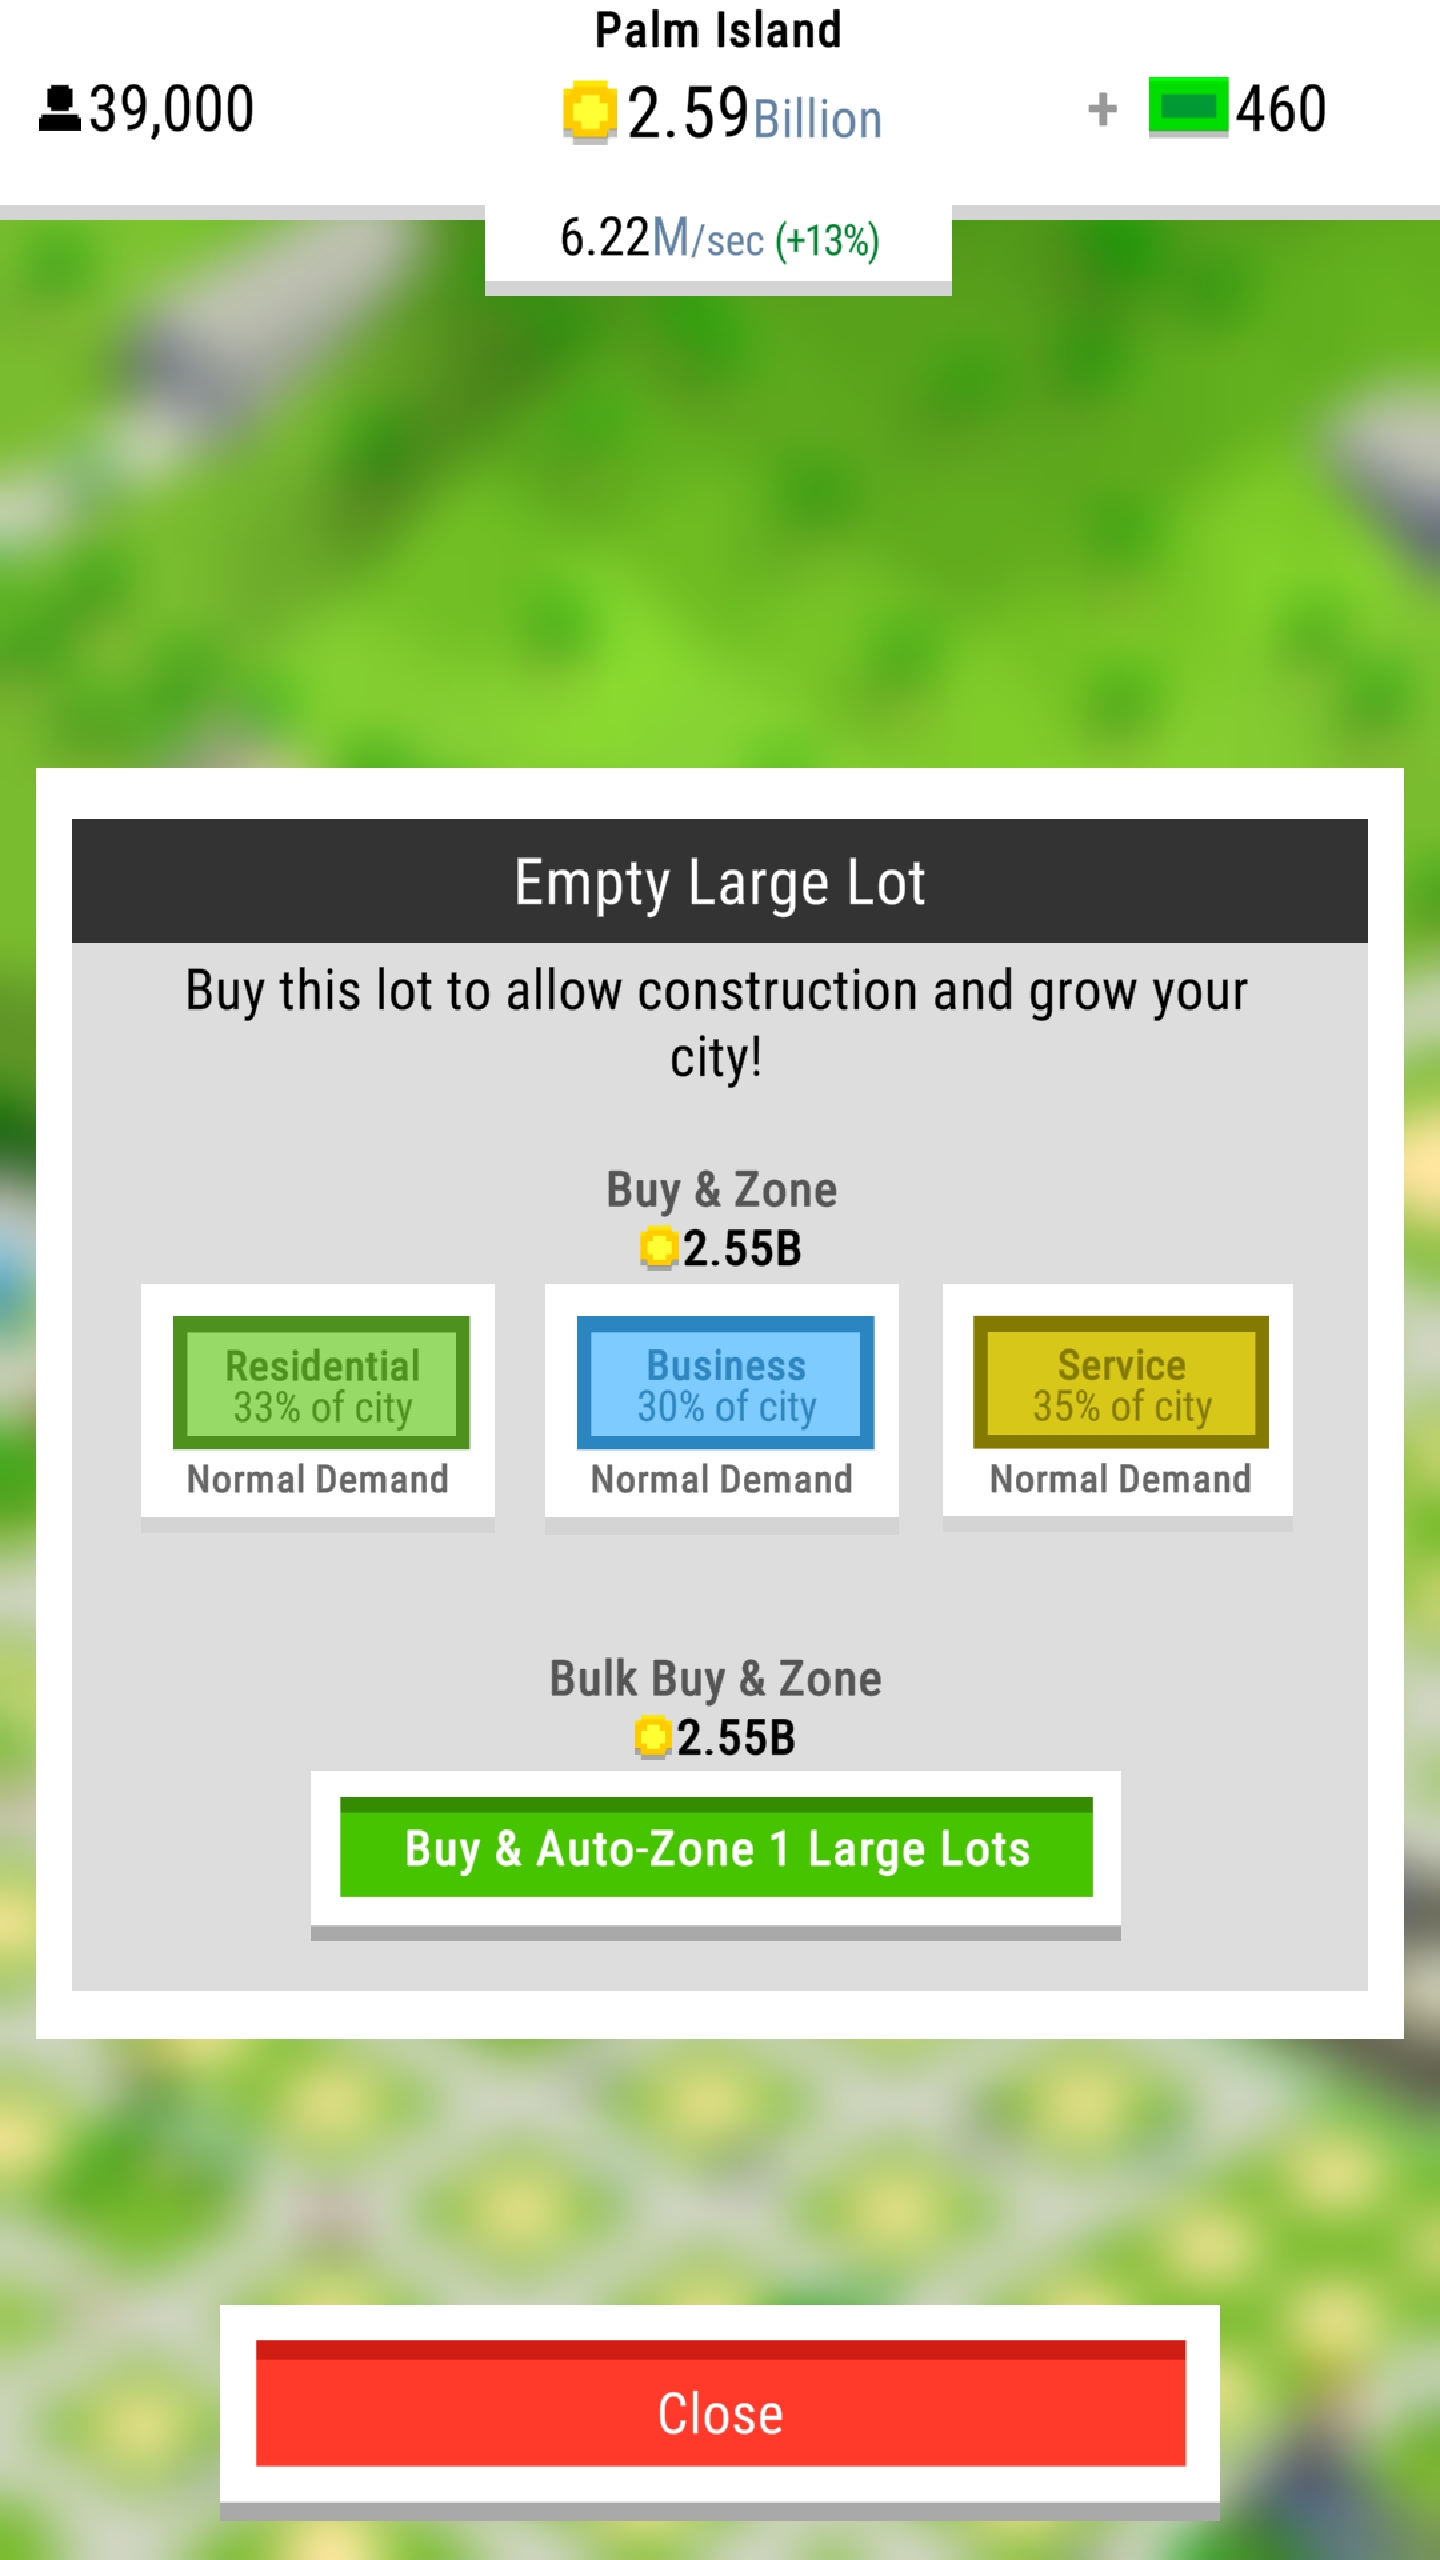 Palm Island
39,000
2.59Billion
+ 460
6.22M/sec (+13%)
Empty Large Lot
Buy this lot to allow construction and grow your
city!
Buy & Zone
2.55B
Residential
33% of city
Normal Demand
Business
30% of city
Normal Demand
Service
35% of city
Normal Demand
Bulk Buy & Zone
2.55B
Buy & Auto-Zone 1 Large Lots
Close